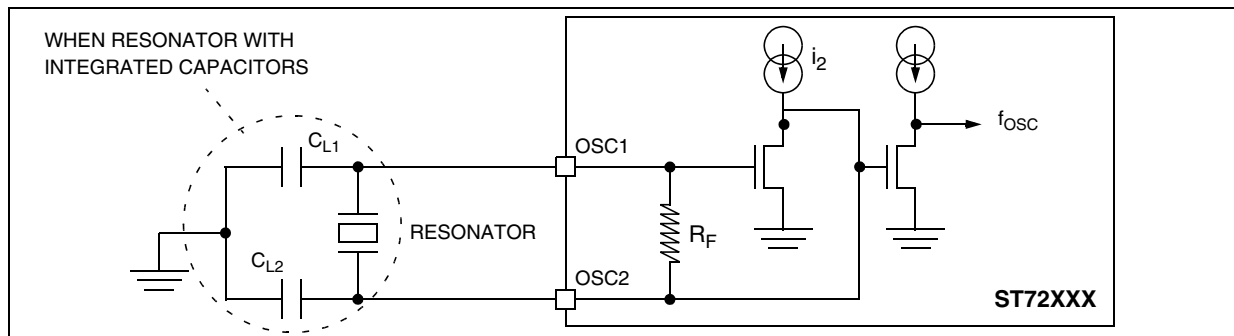 WHEN RESONATOR WITH
INTEGRATED CAPACITORS
i2
fOSC
CL1
OSC1
RESONATOR
RF
CL2
OSC2
ST72XXX